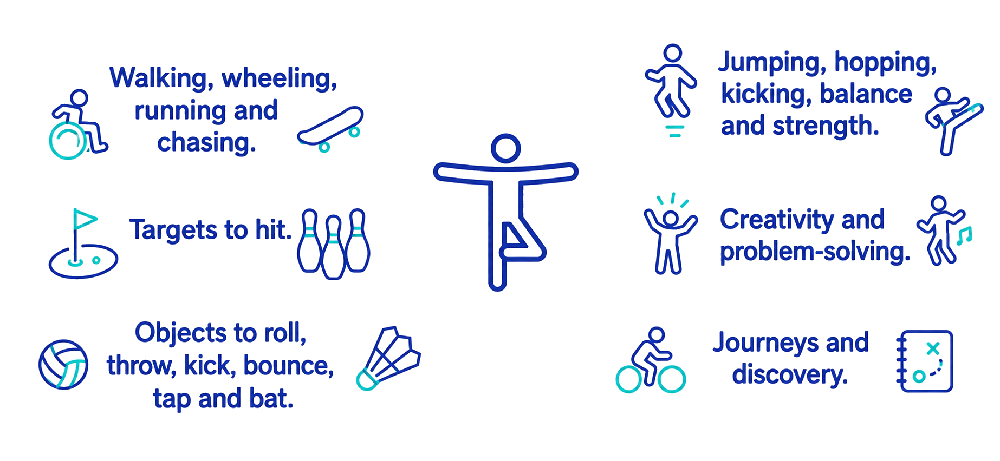 Walking, wheeling,
running and
chasing.
Targets to hit.
Objects to roll,
throw, kick, bounce,
tap and bat.
Jumping, hopping,
kicking, balance
and strength.
Creativity and
problem-solving.
Journeys and
discovery.